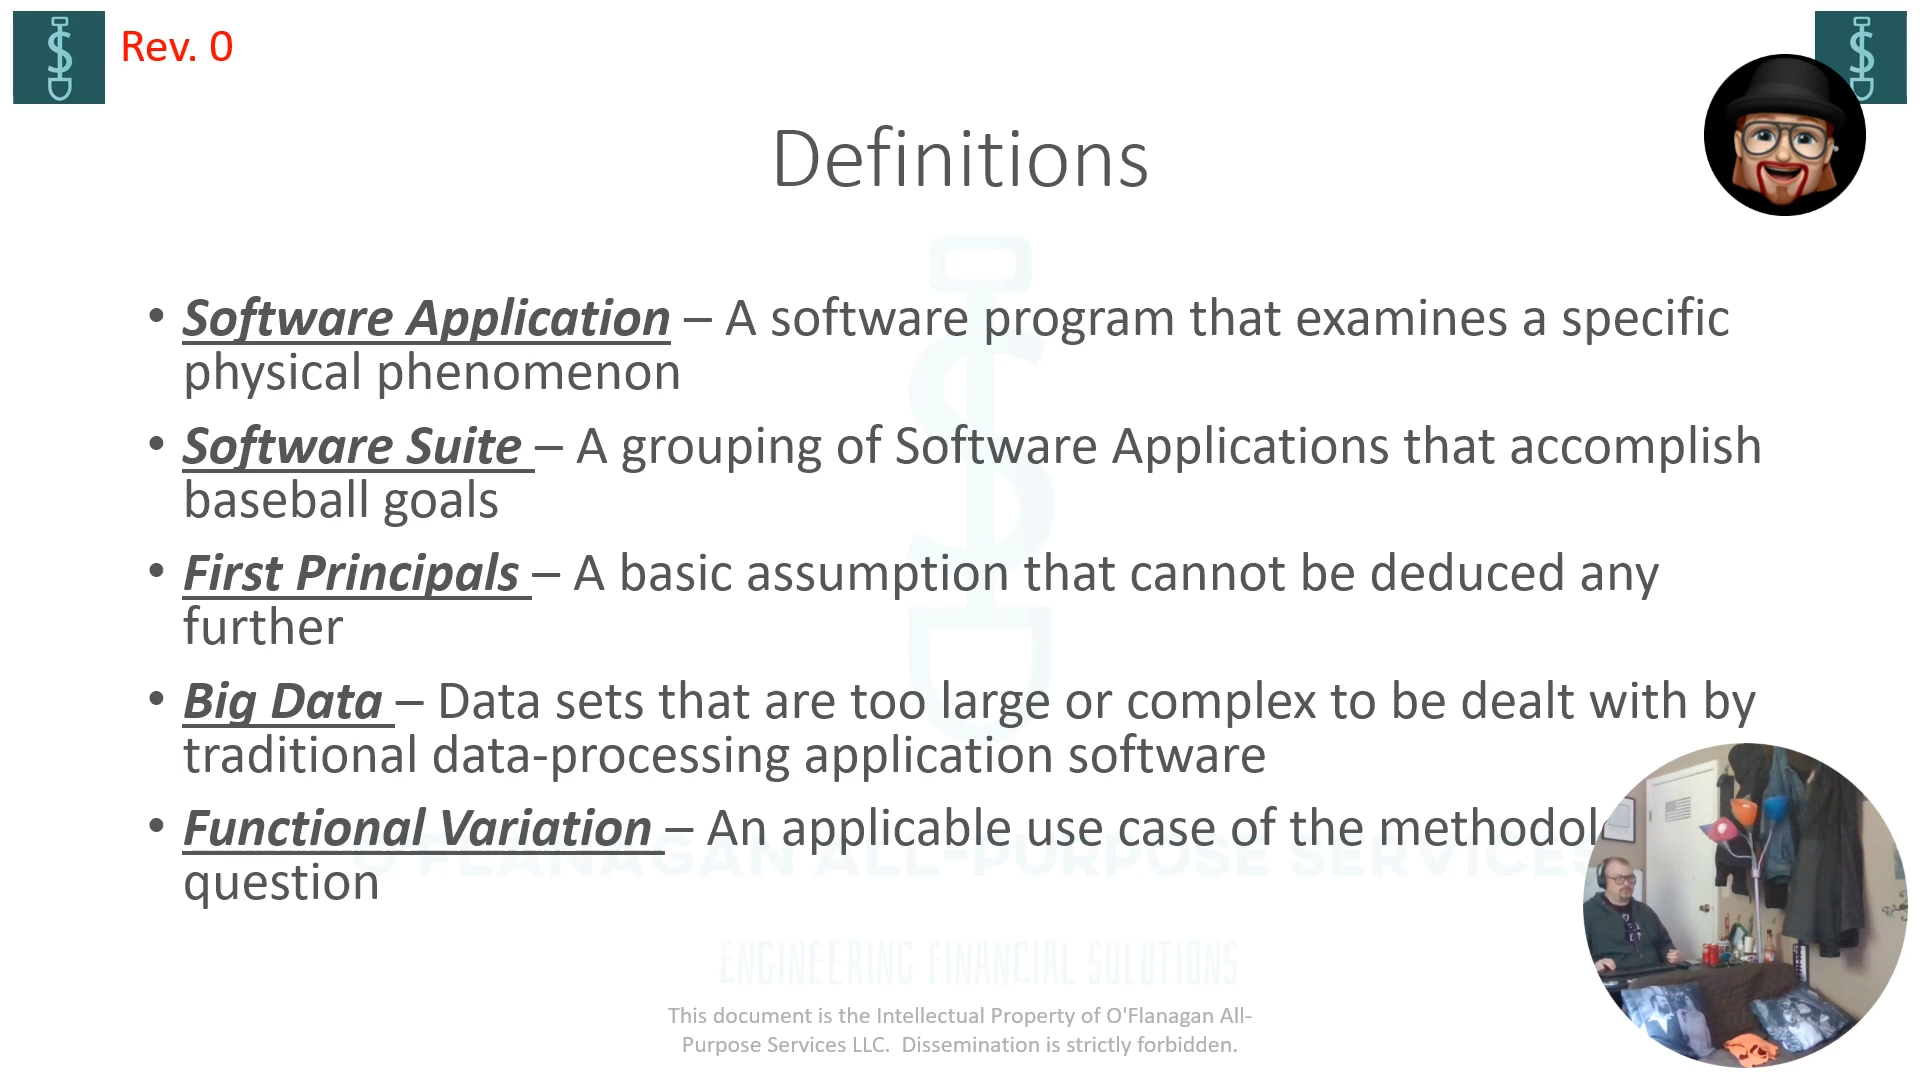 Rev. 0
Definitions
• Software Application – A software program that examines a specific
physical phenomenon
• Software Suite – A grouping of Software Applications that accomplish
baseball goals
• First Principals – A basic assumption that cannot be deduced any
further
• Big Data – Data sets that are too large or complex to be dealt with by
traditional data-processing application software
• Functional Variation – An applicable use case of the
question
O'FLANAGAN ALL-PURPOSE SERVICES
ENGINEERING FINANCIAL SOLUTIONS
This document is the Intellectual Property of O'Flanagan All-
Purpose Services LLC. Dissemination is strictly forbidden.